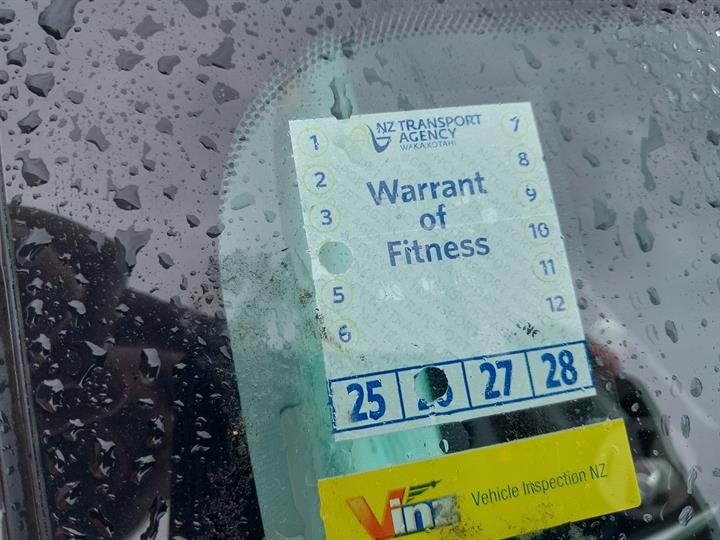 NZ TRANSPORT
AGENCY
WAKA KOTAHI
1
2
3
5
6
7
8
9
10
11
12
Warrant
of
Fitness
25
27
28
Vinz
Vehicle Inspection NZ